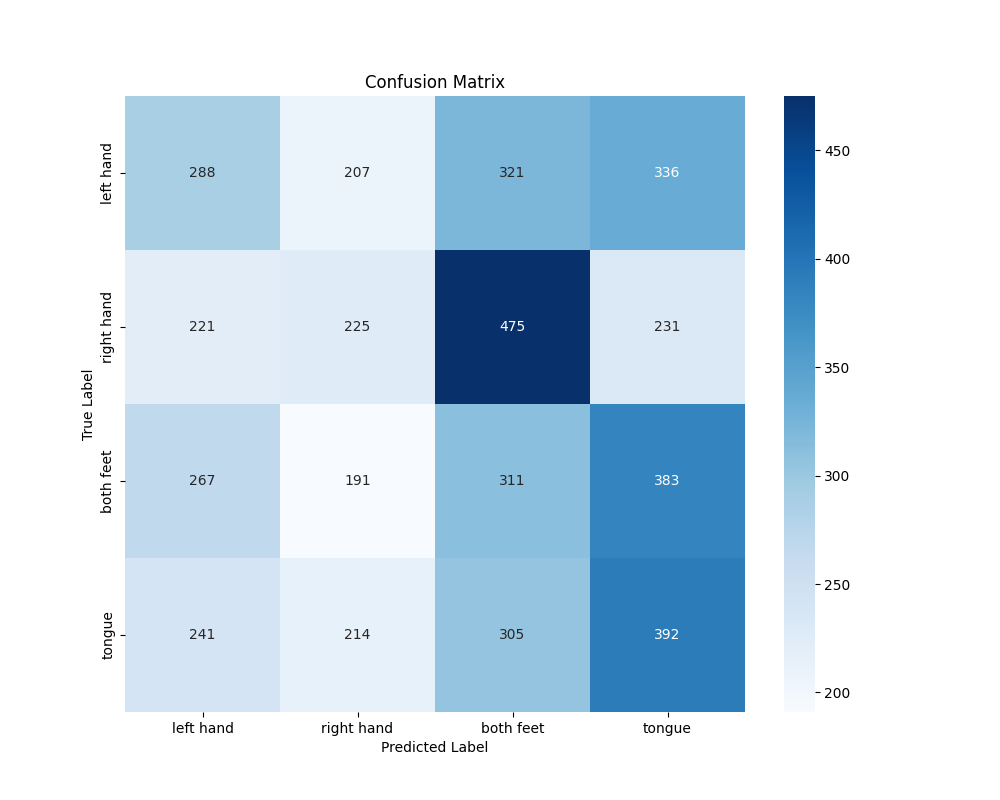 Confusion Matrix
True Label
left hand
288 207 321 336
right hand
221 225 475 231
both feet
267 191 311 383
tongue
241 214 305 392
left hand right hand both feet tongue
Predicted Label
450
400
350
300
250
200